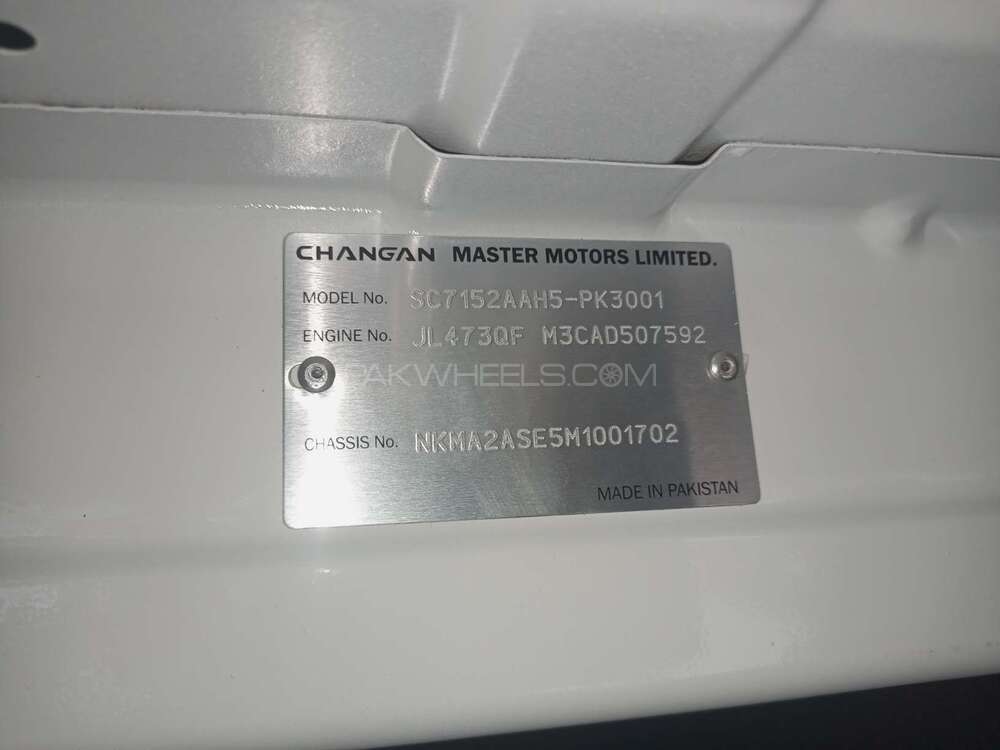 CHANGAN MASTER MOTORS LIMITED.
MODEL No. SC7152AAH5-PK3001
ENGINE No. JL473QF M3CAD507592
PAKWHEELS.COM
CHASSIS No. NKMA2ASE5M1001702
MADE IN PAKISTAN